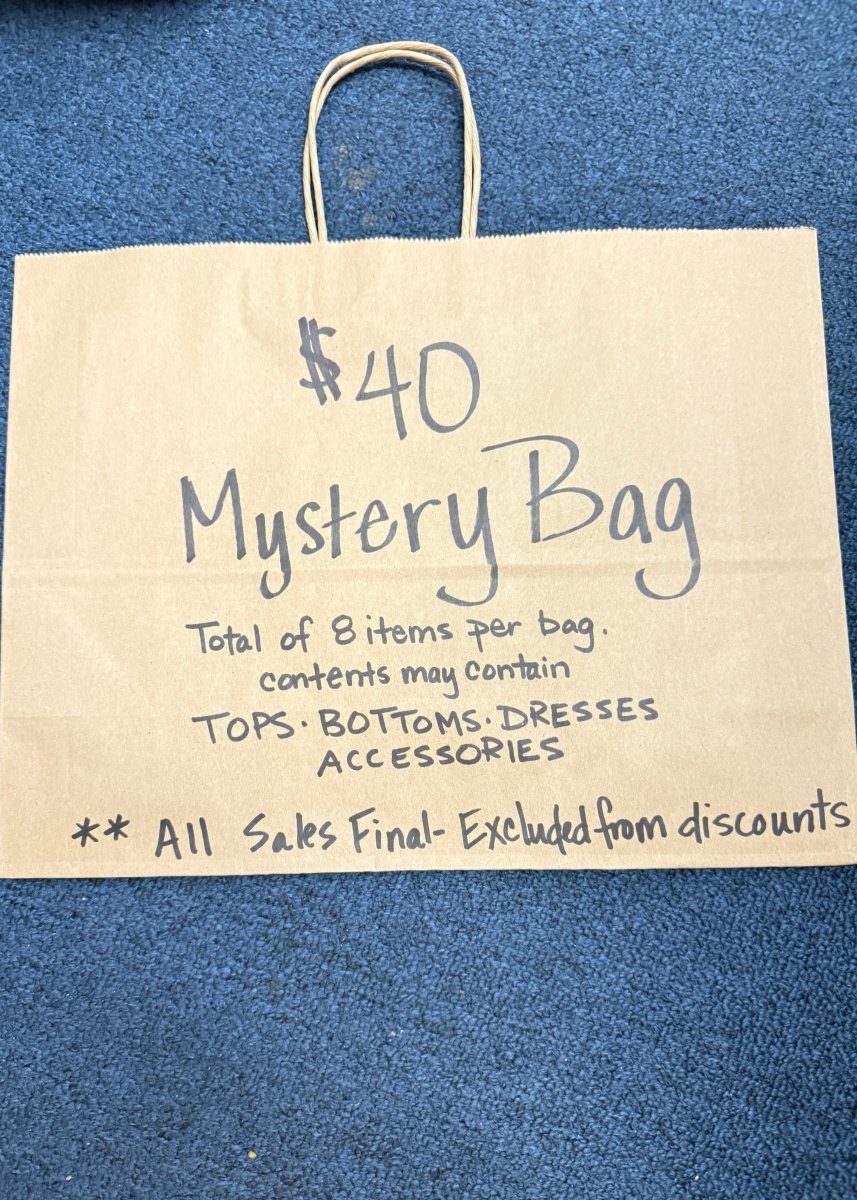 $40
Mystery Bag
Total of 8 items per bag.
contents may contain
TOPS · BOTTOMS · DRESSES
ACCESSORIES
** All Sales Final- Excluded from discounts